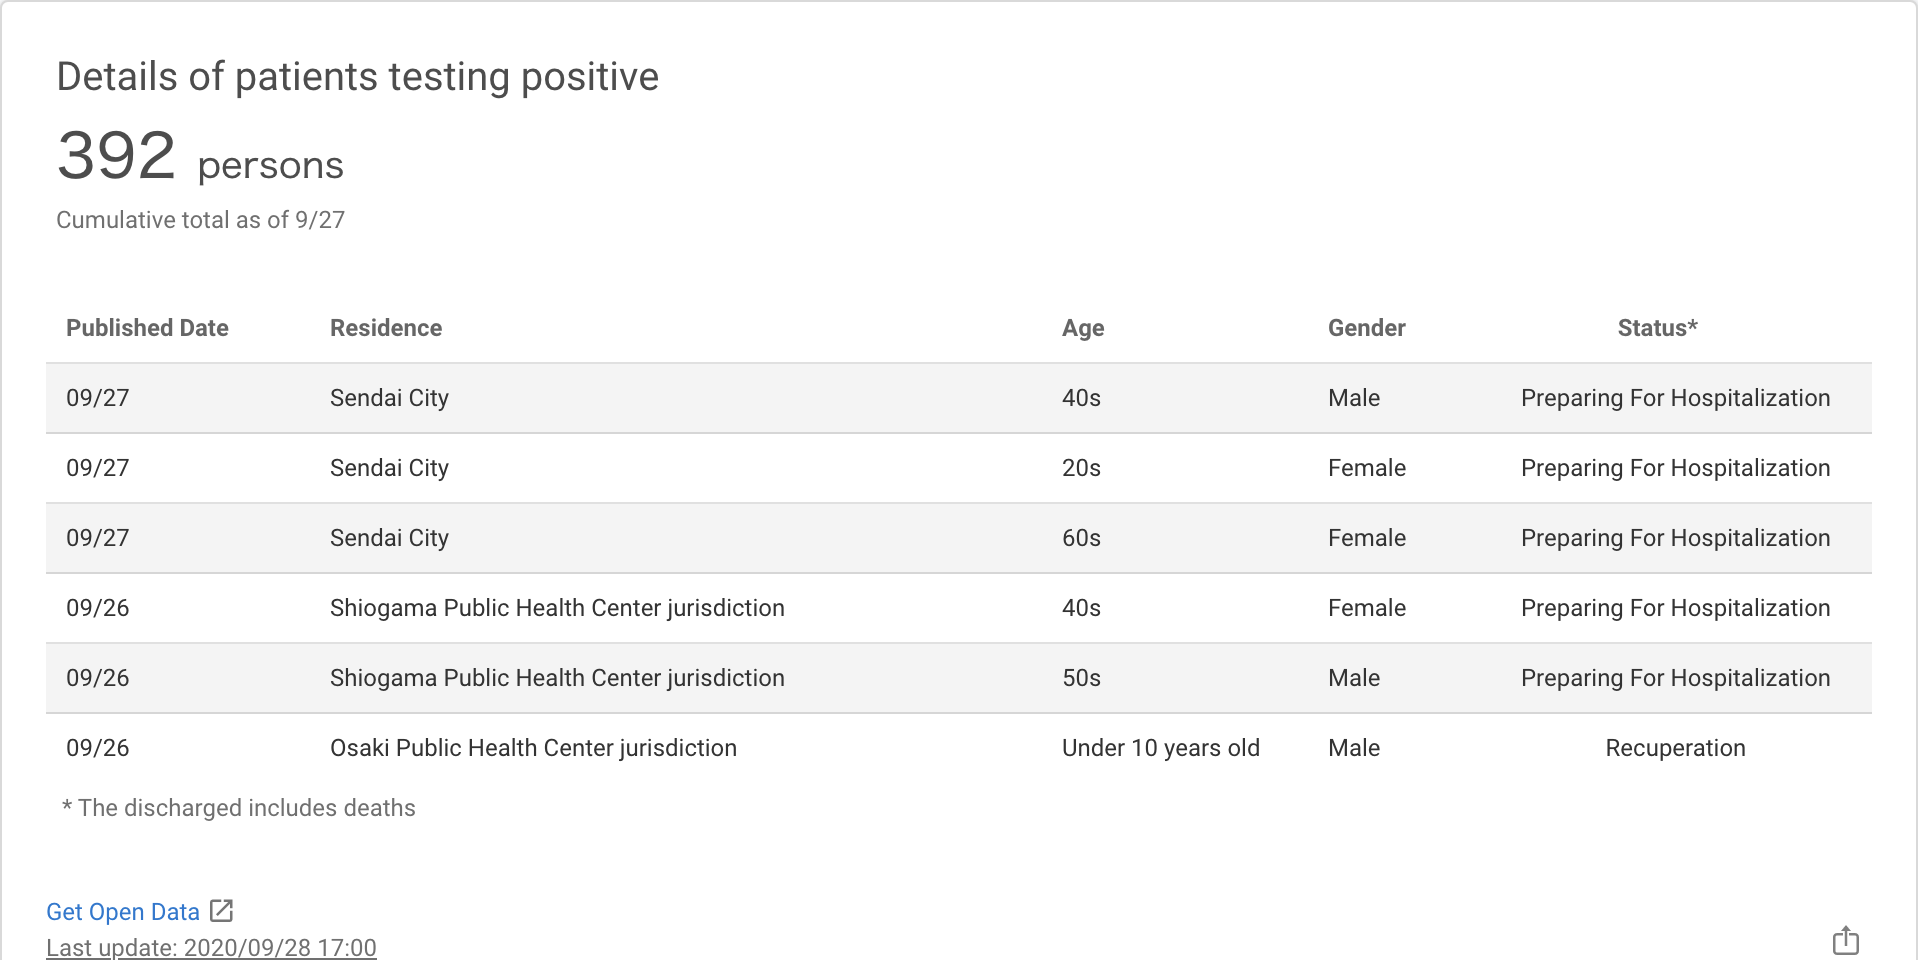 Details of patients testing positive
392 persons
Cumulative total as of 9/27
Published Date Residence Age Gender Status*
09/27 Sendai City 40s Male Preparing For Hospitalization
09/27 Sendai City 20s Female Preparing For Hospitalization
09/27 Sendai City 60s Female Preparing For Hospitalization
09/26 Shiogama Public Health Center jurisdiction 40s Female Preparing For Hospitalization
09/26 Shiogama Public Health Center jurisdiction 50s Male Preparing For Hospitalization
09/26 Osaki Public Health Center jurisdiction Under 10 years old Male Recuperation
* The discharged includes deaths
Get Open Data
Last update: 2020/09/28 17:00